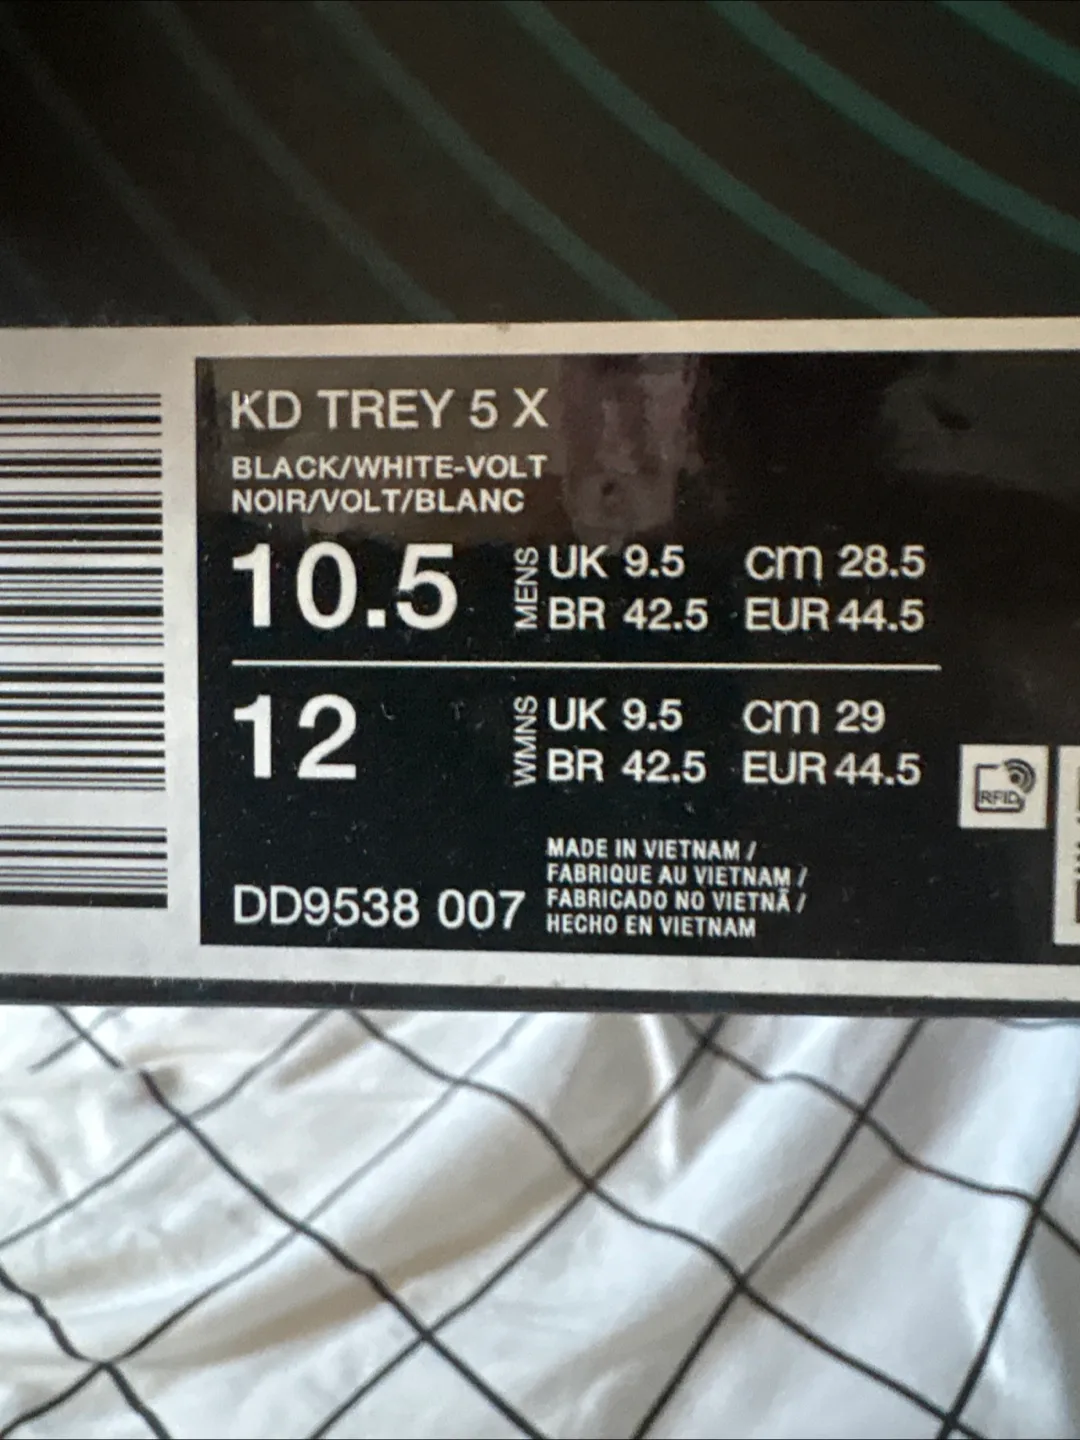 KD TREY 5 X
BLACK/WHITE-VOLT
NOIR/VOLT/BLANC
10.5 MENS UK 9.5 cm 28.5
BR 42.5 EUR 44.5
12 WMNS UK 9.5 cm 29
BR 42.5 EUR 44.5
RFID
DD9538 007
MADE IN VIETNAM /
FABRIQUE AU VIETNAM /
FABRICADO NO VIETNÃ /
HECHO EN VIETNAM